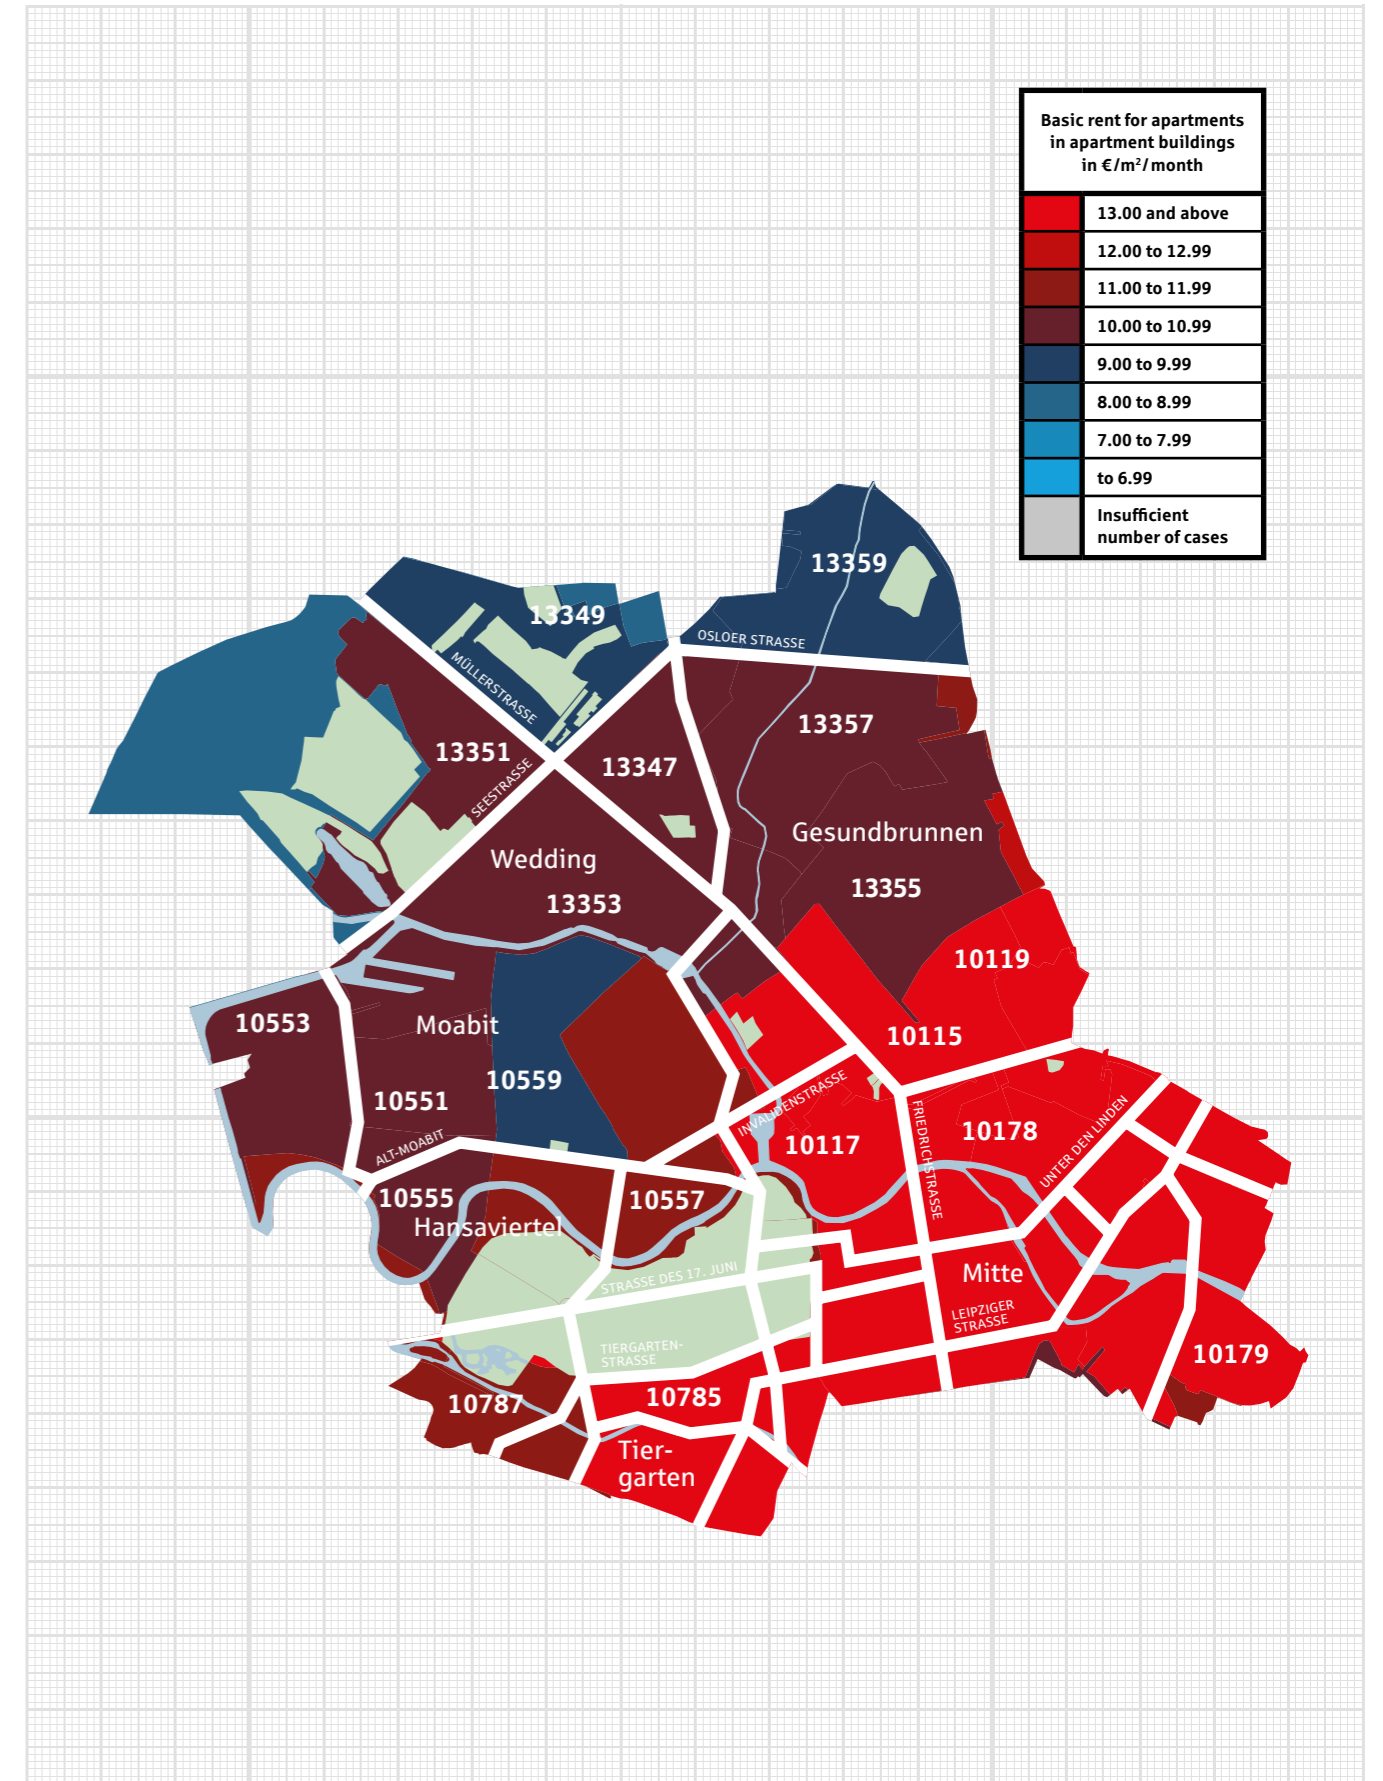 Basic rent for apartments
in apartment buildings
in €/m²/month
13.00 and above
12.00 to 12.99
11.00 to 11.99
10.00 to 10.99
9.00 to 9.99
8.00 to 8.99
7.00 to 7.99
to 6.99
Insufficient
number of cases
13359
13349
OSLOER STRASSE
MÜLLERSTRASSE
13357
13351
13347
SEESTRASSE
Gesundbrunnen
Wedding
13355
13353
10119
10553
Moabit
10115
10559
10551
INVALIDENSTRASSE
FRIEDRICHSTRASSE
UNTER DEN LINDEN
10178
10117
ALT-MOABIT
10555
10557
Hansaviertel
STRASSE DES 17. JUNI
Mitte
LEIPZIGER
STRASSE
TIERGARTEN-
STRASSE
10179
10787
10785
Tier-
garten